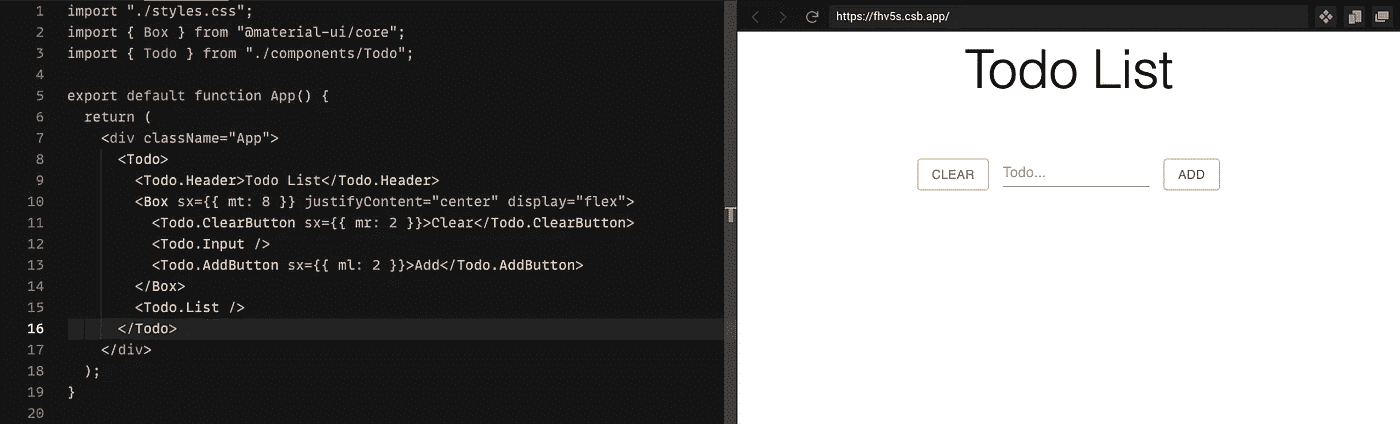 1 import "./styles.css";
2 import { Box } from "@material-ui/core";
3 import { Todo } from "./components/Todo";
4
5 export default function App() {
6   return (
7     <div className="App">
8       <Todo>
9         <Todo.Header>Todo List</Todo.Header>
10         <Box sx={{ mt: 8 }} justifyContent="center" display="flex">
11           <Todo.ClearButton sx={{ mr: 2 }}>Clear</Todo.ClearButton>
12           <Todo.Input />
13           <Todo.AddButton sx={{ ml: 2 }}>Add</Todo.AddButton>
14         </Box>
15         <Todo.List />
16       </Todo>
17     </div>
18   );
19 }
20
https://fhv5s.csb.app/
Todo List
CLEAR Todo... ADD